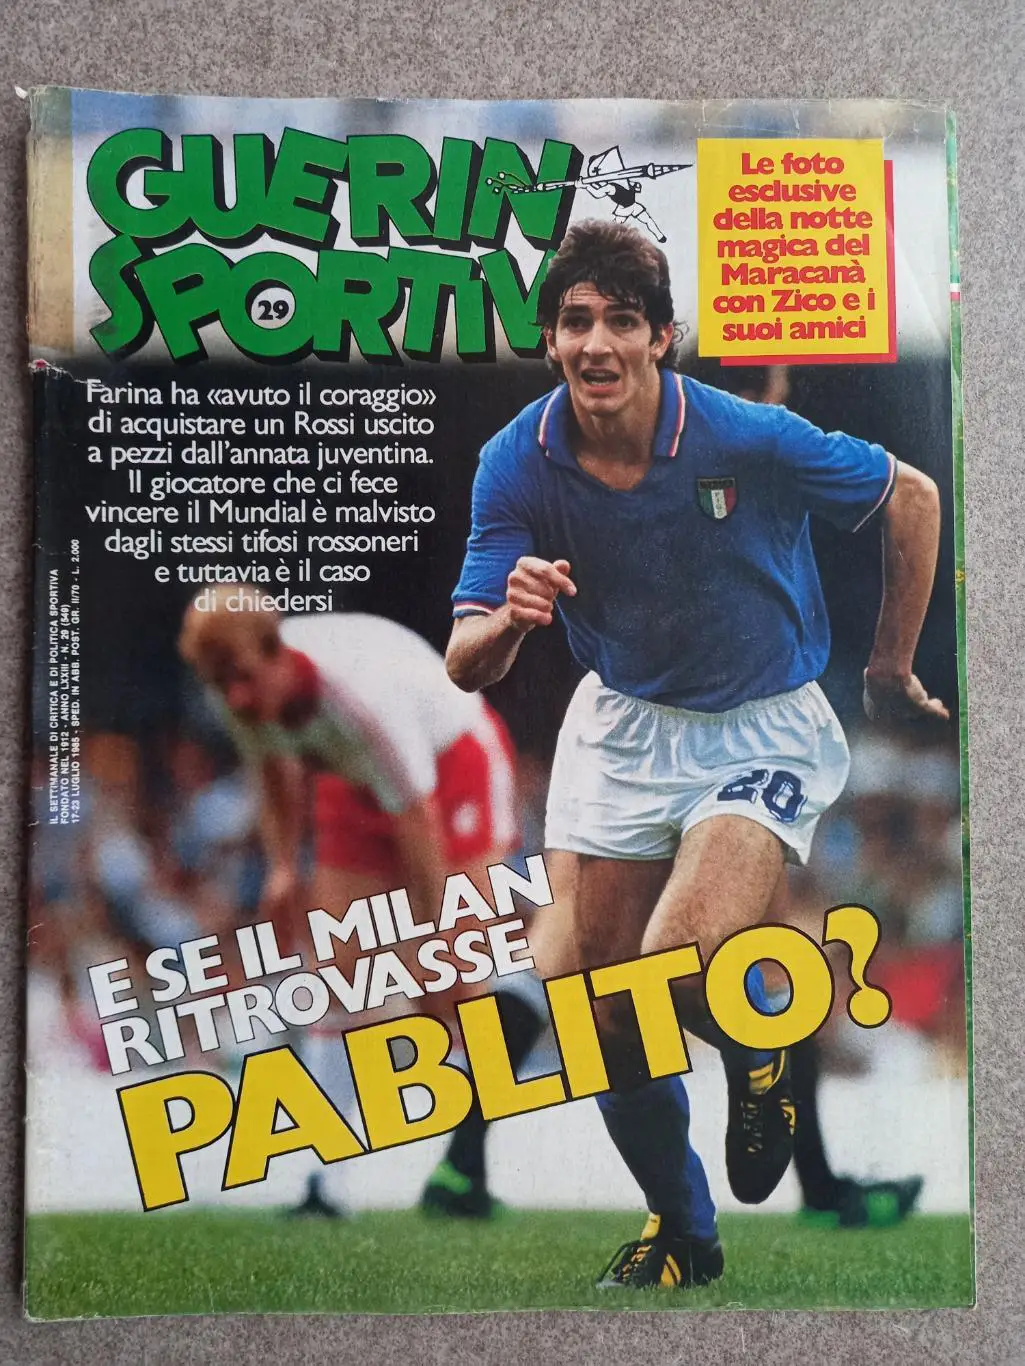 GUERIN
SPORTIV
29
Le foto
esclusive
della notte
magica del
Maracanà
con Zico e i
suoi amici
Farina ha «avuto il coraggio»
di acquistare un Rossi uscito
a pezzi dall'annata juventina.
Il giocatore che ci fece
vincere il Mundial è malvisto
dagli stessi tifosi rossoneri
e tuttavia è il caso
di chiedersi
IL SETTIMANALE DI CRITICA E DI POLITICA SPORTIVA
FONDATO NEL 1912 - ANNO LXXIII - N. 29 (549)
17-23 LUGLIO 1985 - SPED. IN ABB. POST. GR. II/70 - L. 2.000
20
E SE IL MILAN
RITROVASSE
PABLITO?